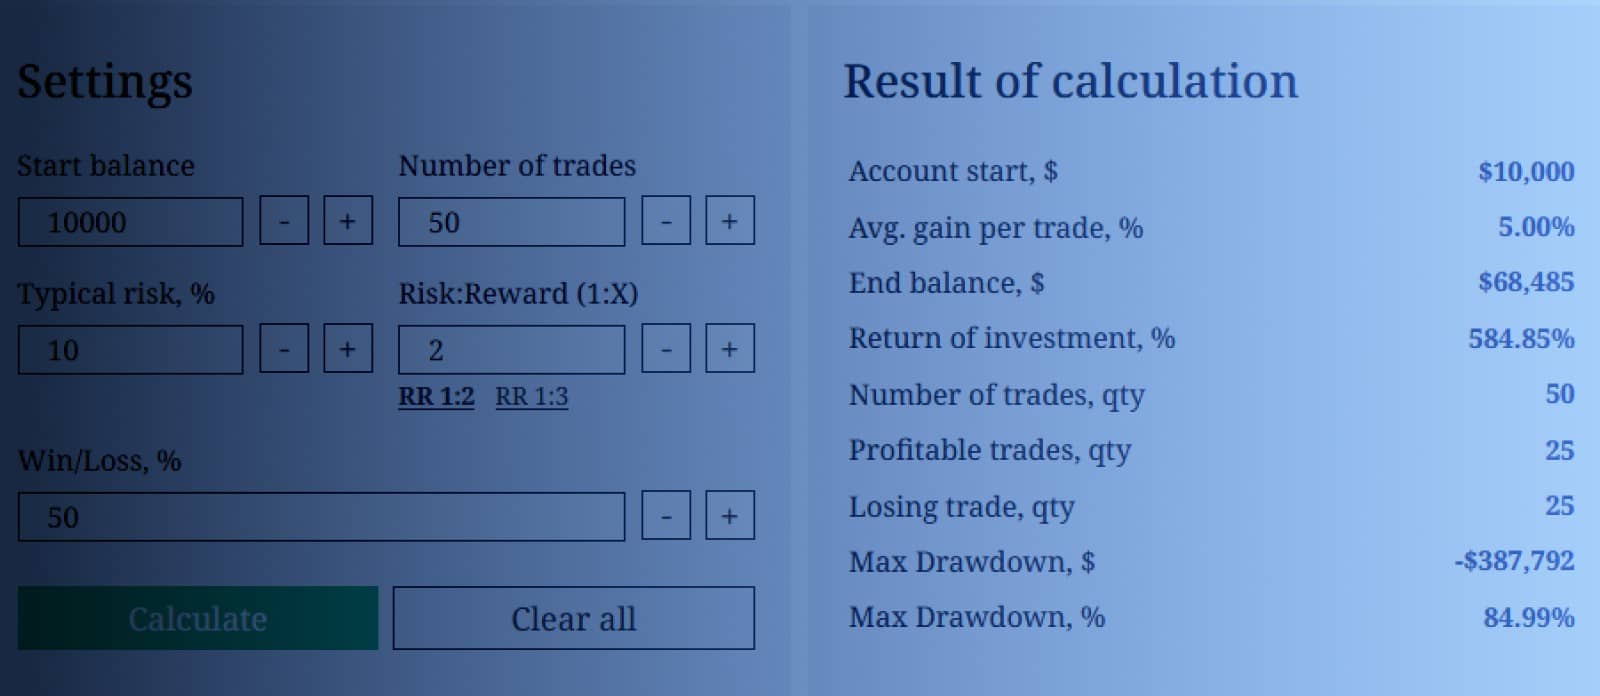 Settings
Start balance
10000
-
+
Number of trades
50
-
+
Typical risk, %
10
-
+
Risk:Reward (1:X)
2
-
+
RR 1:2 RR 1:3
Win/Loss, %
50
-
+
Calculate
Clear all
Result of calculation
Account start, $ $10,000
Avg. gain per trade, % 5.00%
End balance, $ $68,485
Return of investment, % 584.85%
Number of trades, qty 50
Profitable trades, qty 25
Losing trade, qty 25
Max Drawdown, $ -$387,792
Max Drawdown, % 84.99%